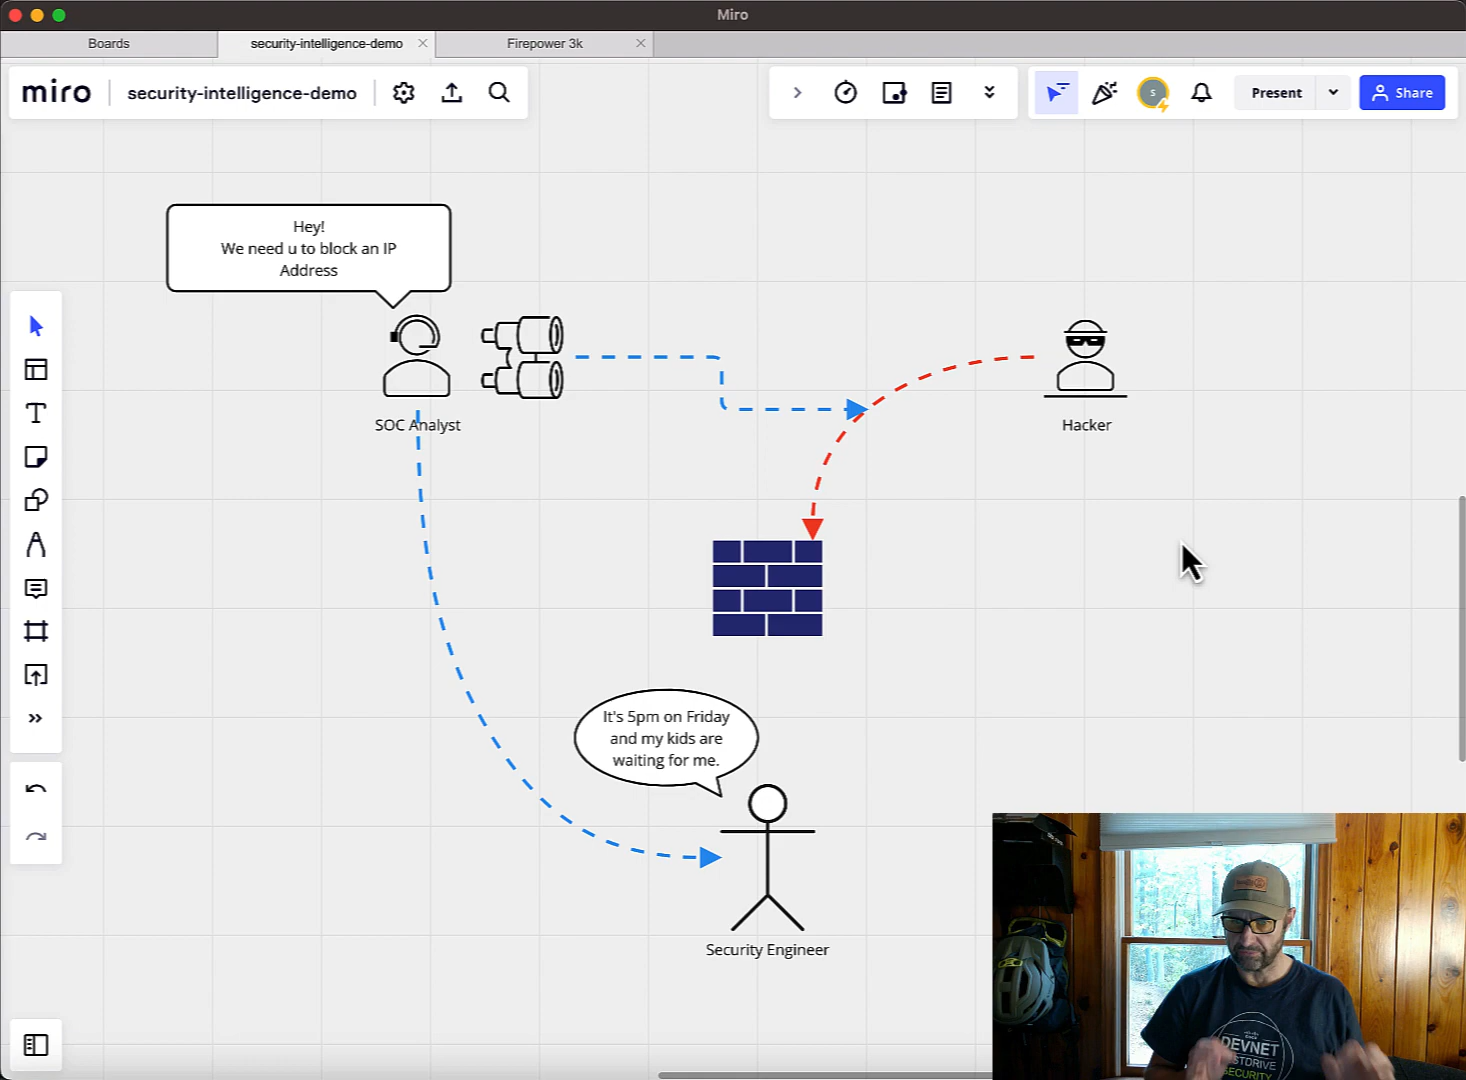 Miro
Boards
security-intelligence-demo
Firepower 3k
miro
security-intelligence-demo
S
Present
Share
Hey!
We need u to block an IP
Address
SOC Analyst
Hacker
It's 5pm on Friday
and my kids are
waiting for me.
Security Engineer
DEVNET
SECURITY